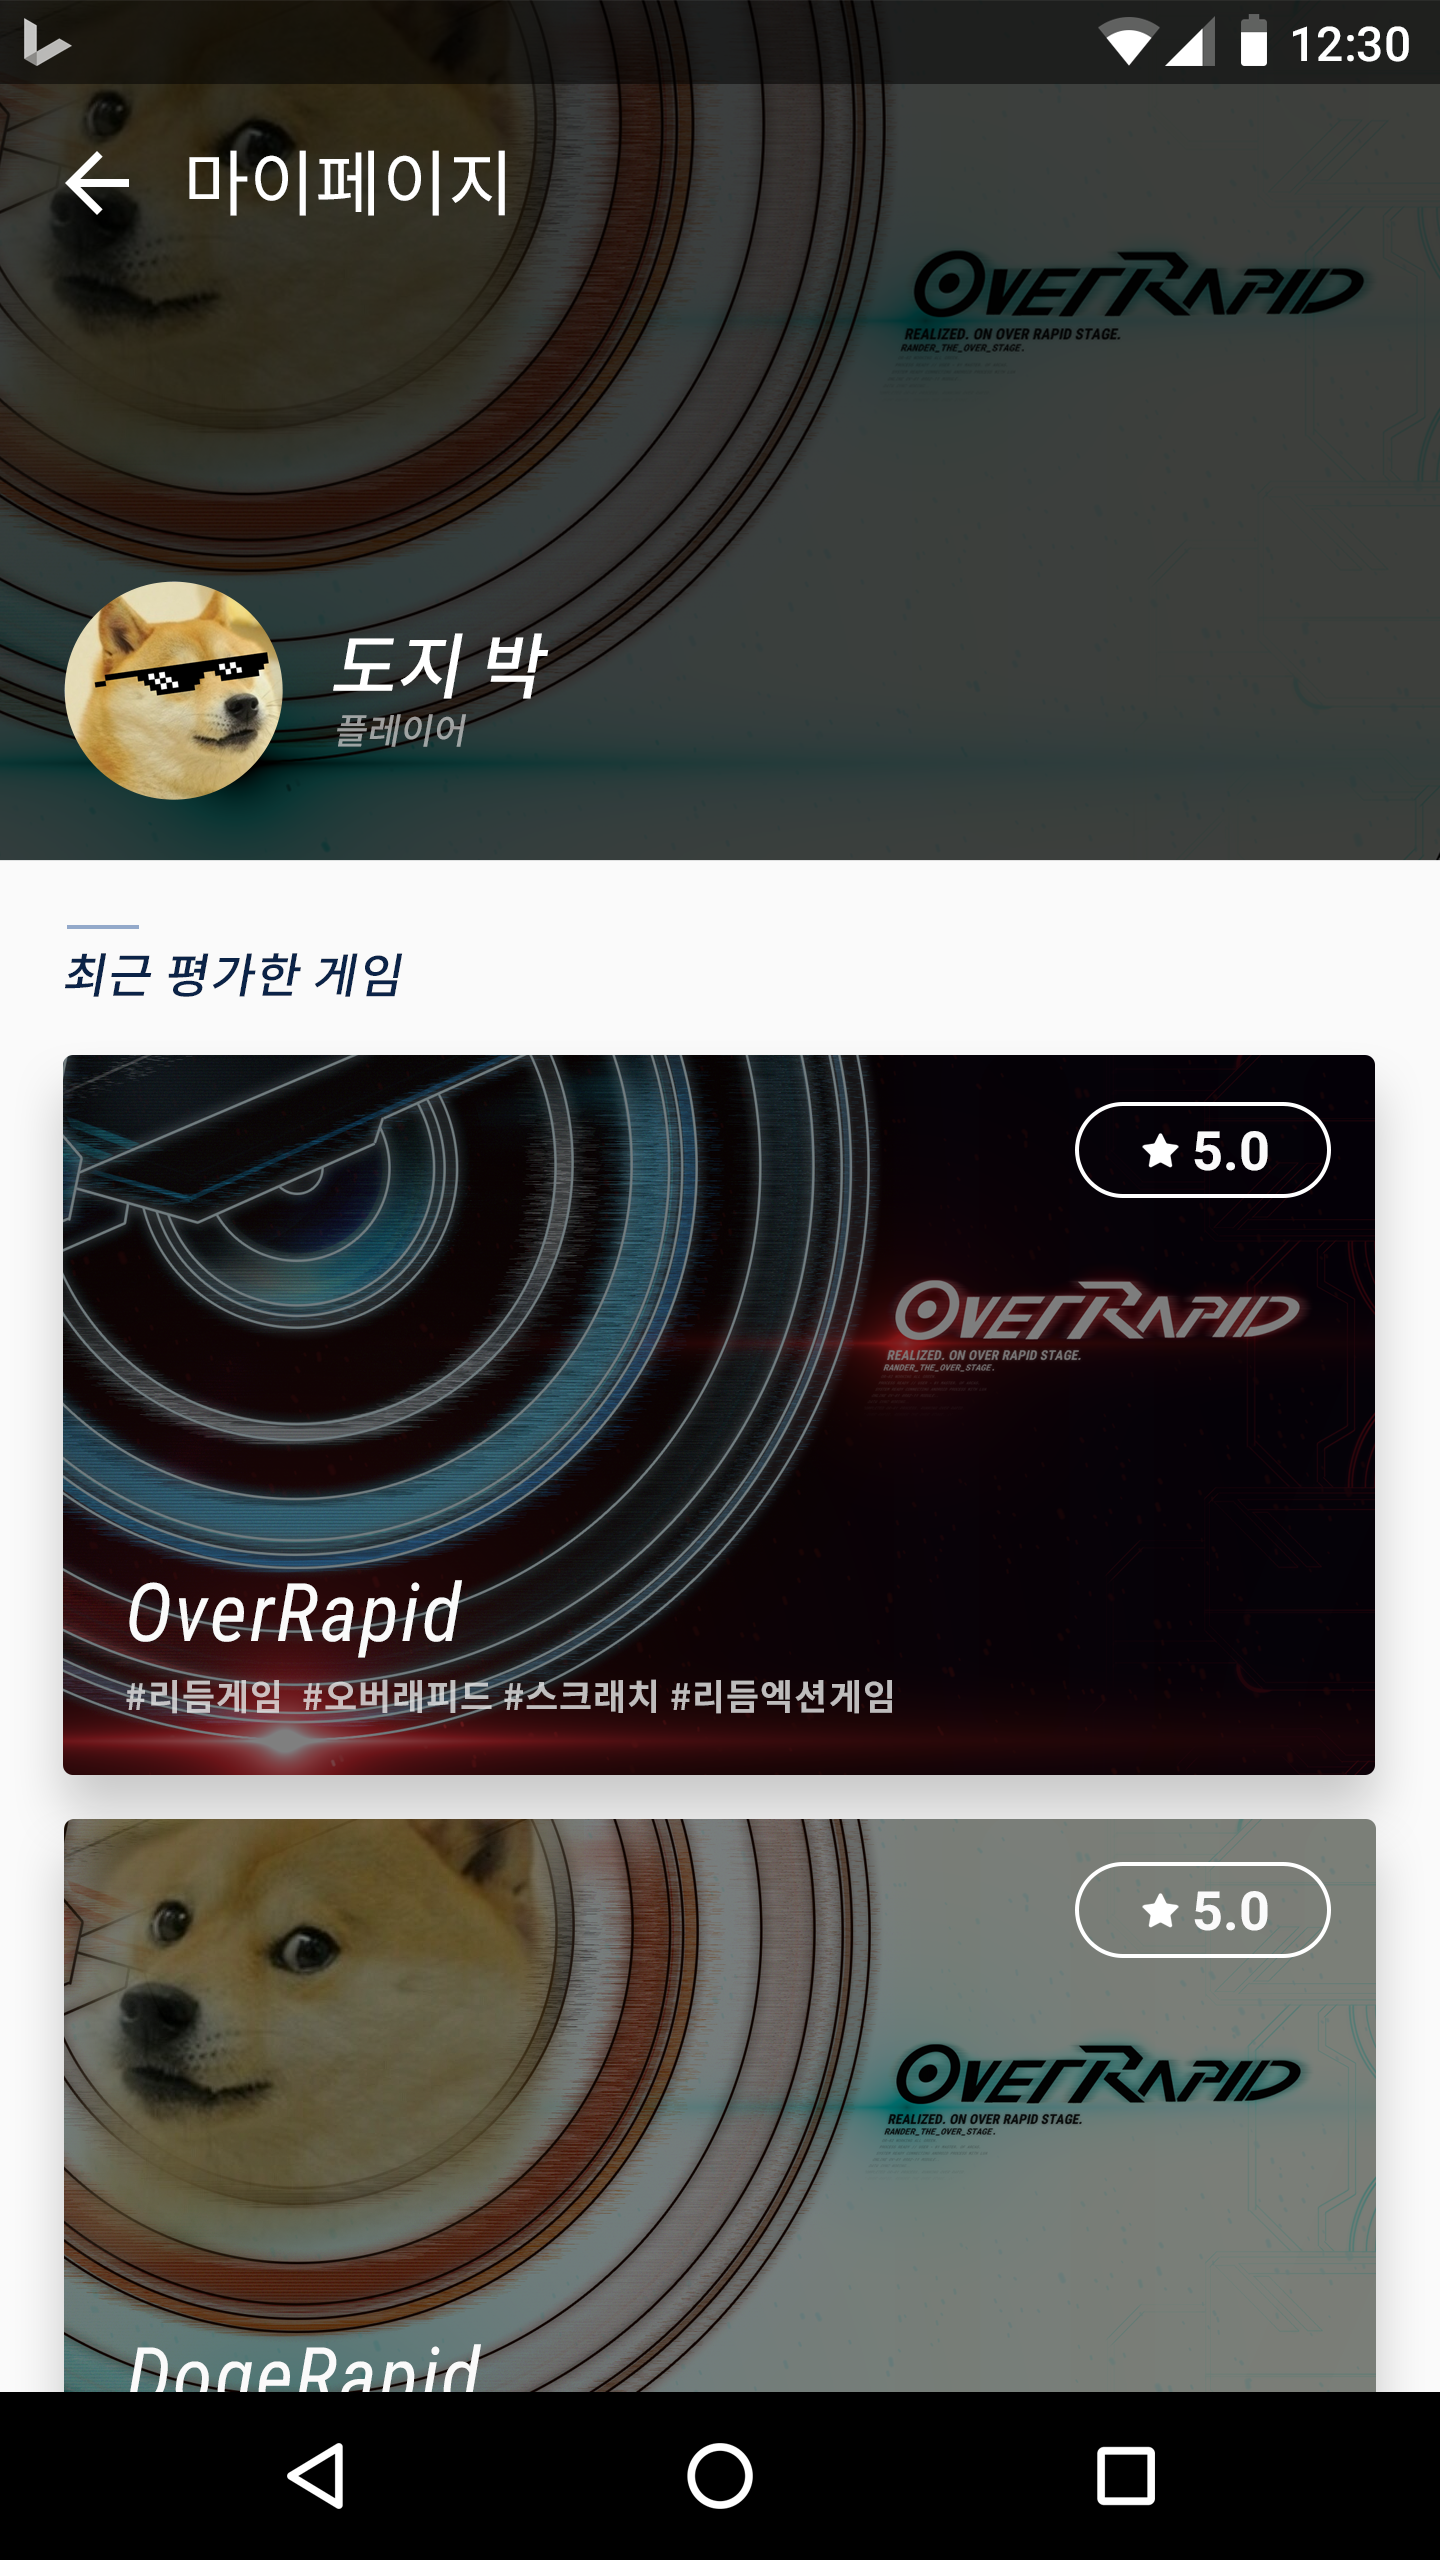 12:30
마이페이지
OVERRAPID
REALIZED. ON OVER RAPID STAGE.
RANDER_THE_OVER_STAGE.
도지 박
플레이어
최근 평가한 게임
5.0
OVERRAPID
REALIZED. ON OVER RAPID STAGE.
RANDER_THE_OVER_STAGE.
OverRapid
#리듬게임 #오버래피드 #스크래치 #리듬엑션게임
5.0
OVERRAPID
REALIZED. ON OVER RAPID STAGE.
RANDER_THE_OVER_STAGE.
DogeRapid